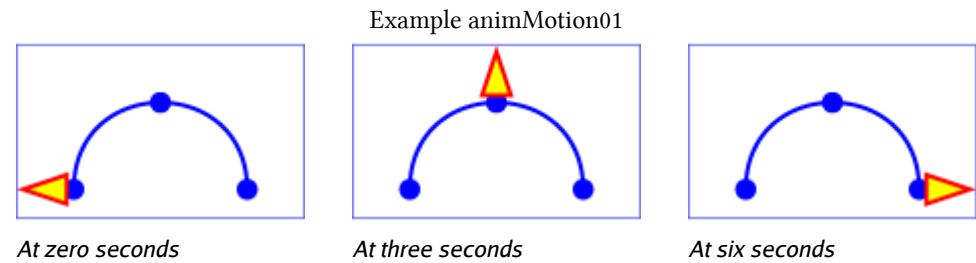 Example animMotion01
At zero seconds
At three seconds
At six seconds